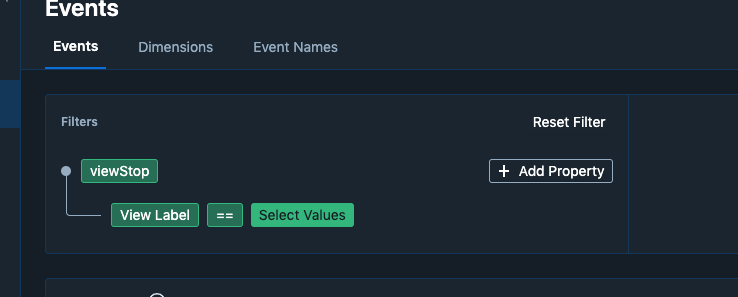 Events
Events Dimensions Event Names
Filters Reset Filter
viewStop + Add Property
View Label == Select Values